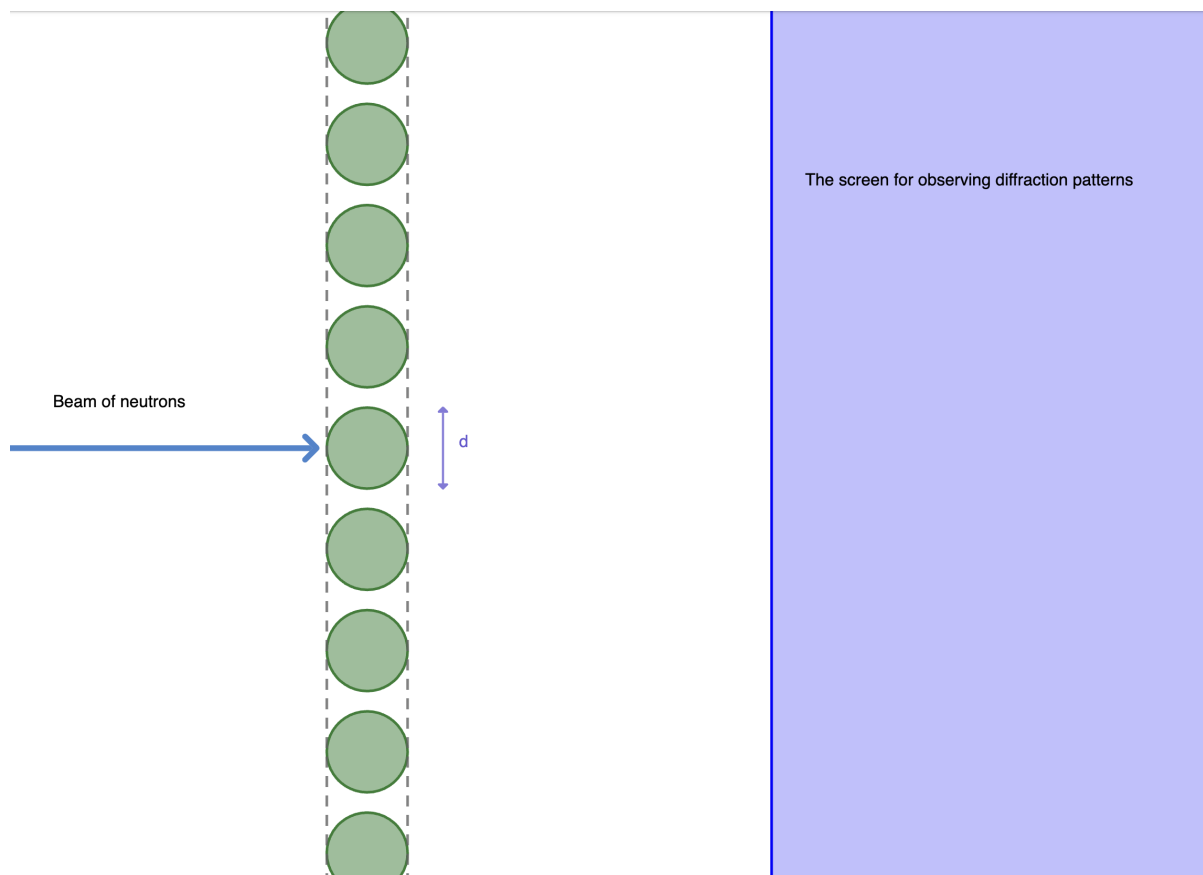 The screen for observing diffraction patterns
Beam of neutrons
d